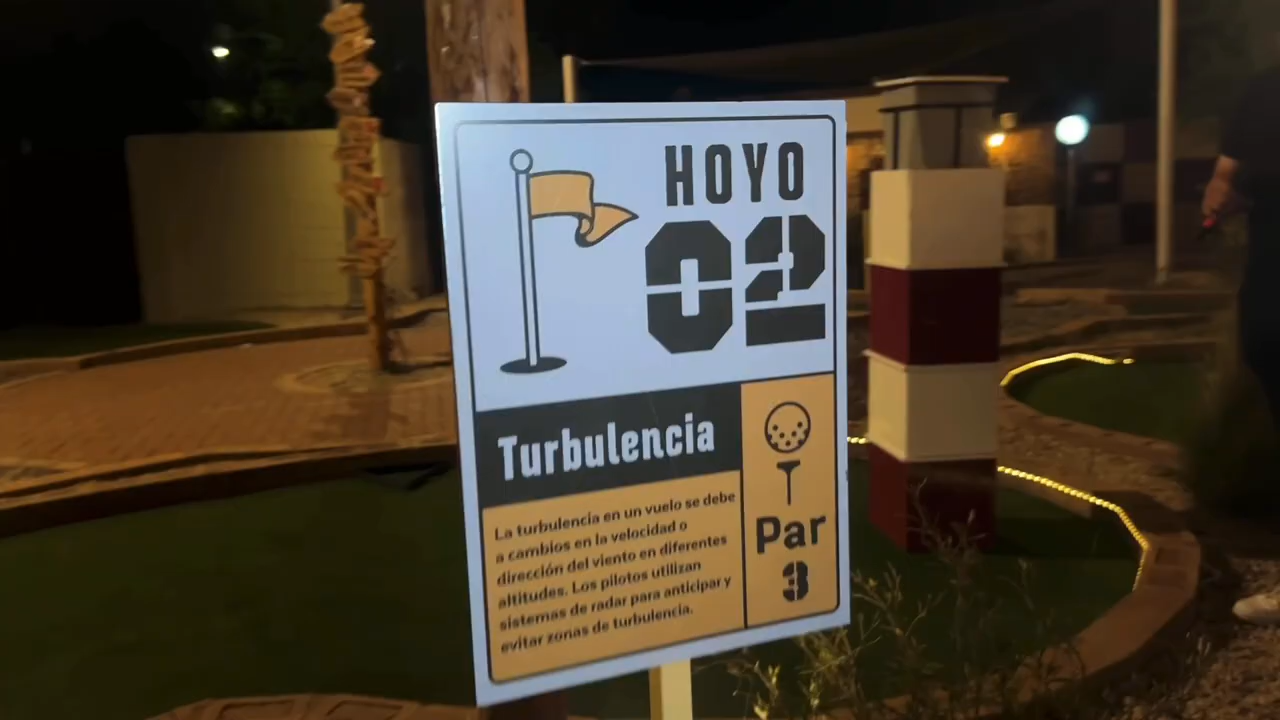 HOYO
02
Turbulencia
La turbulencia en un vuelo se debe
a cambios en la velocidad o
dirección del viento en diferentes
altitudes. Los pilotos utilizan
sistemas de radar para anticipar y
evitar zonas de turbulencia.
Par
3